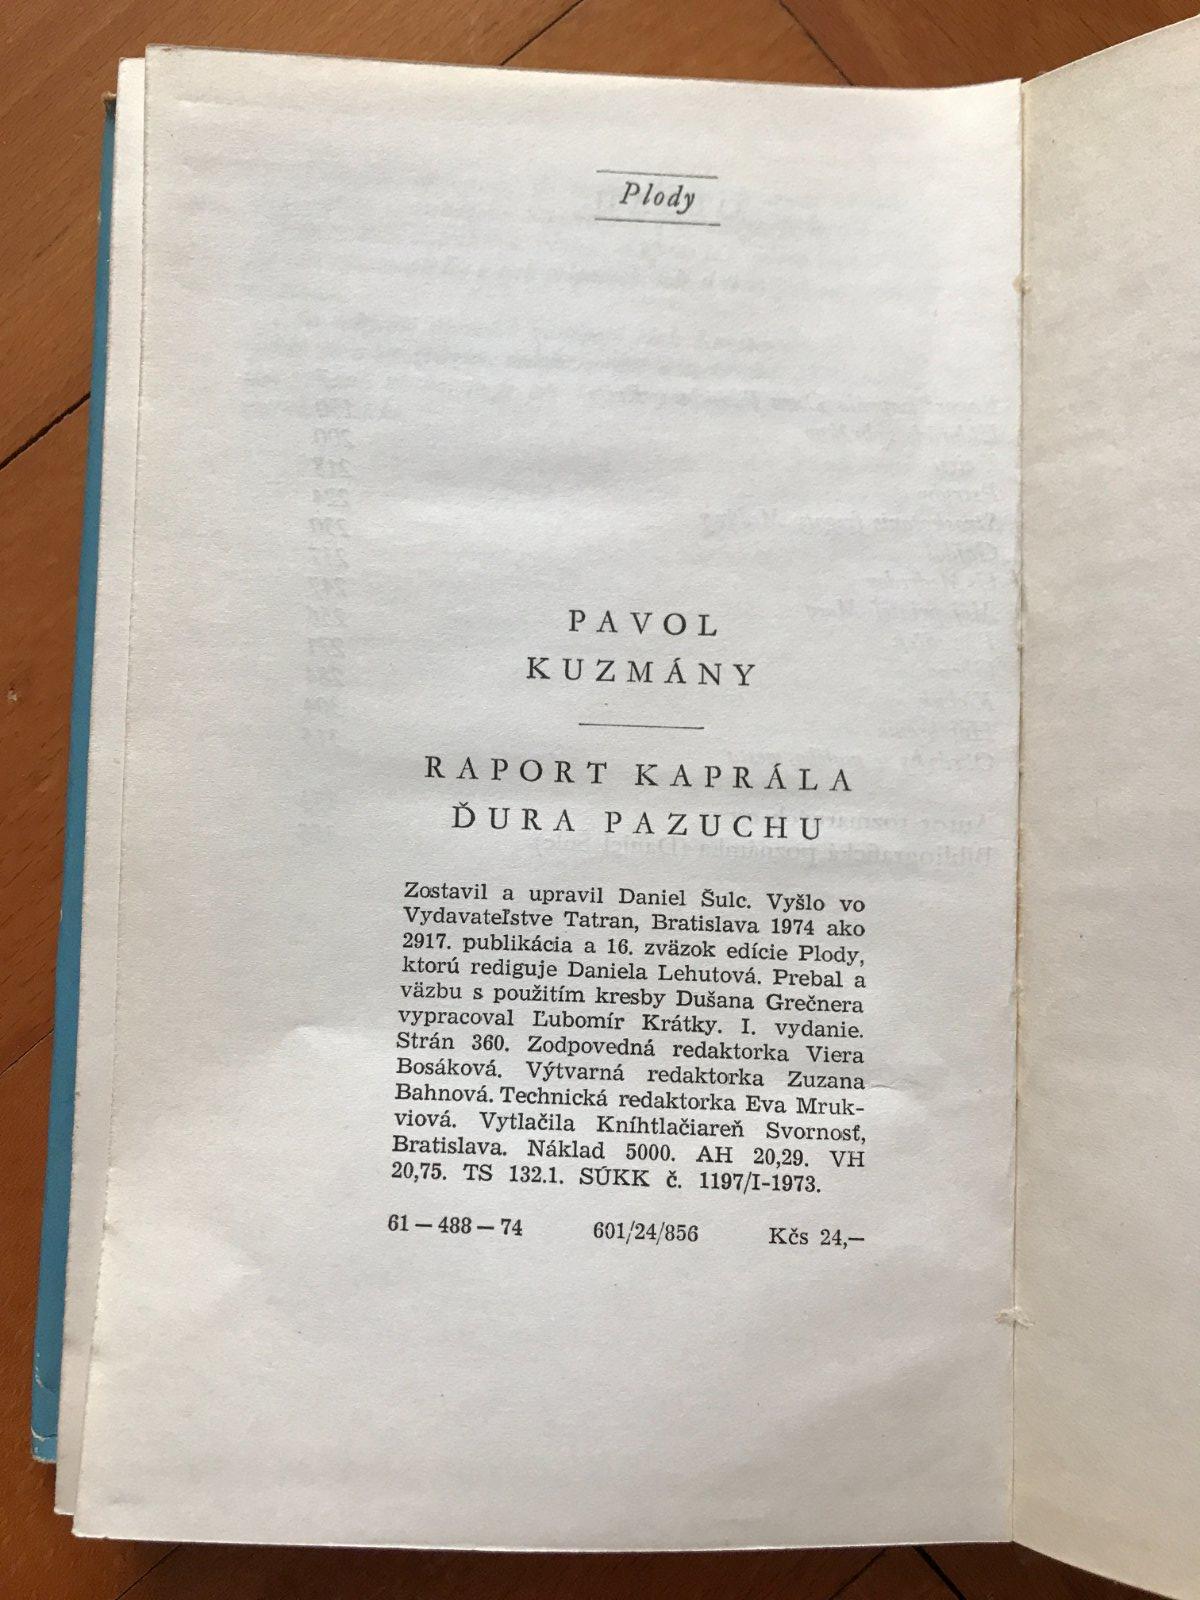 Plody
PAVOL
KUZMÁNY
RAPORT KAPRÁLA
ĎURA PAZUCHU
Zostavil a upravil Daniel Šulc. Vyšlo vo
Vydavateľstve Tatran, Bratislava 1974 ako
2917. publikácia a 16. zväzok edície Plody,
ktorú rediguje Daniela Lehutová. Prebal a
väzbu s použitím kresby Dušana Grečnera
vypracoval Ľubomír Krátky. I. vydanie.
Strán 360. Zodpovedná redaktorka Viera
Bosáková. Výtvarná redaktorka Zuzana
Bahnová. Technická redaktorka Eva Mruk-
viová. Vytlačila Kníhtlačiareň Svornosť,
Bratislava. Náklad 5000. AH 20,29. VH
20,75. TS 132.1. SÚKK č. 1197/I-1973.
61 — 488 — 74 601/24/856 Kčs 24,—